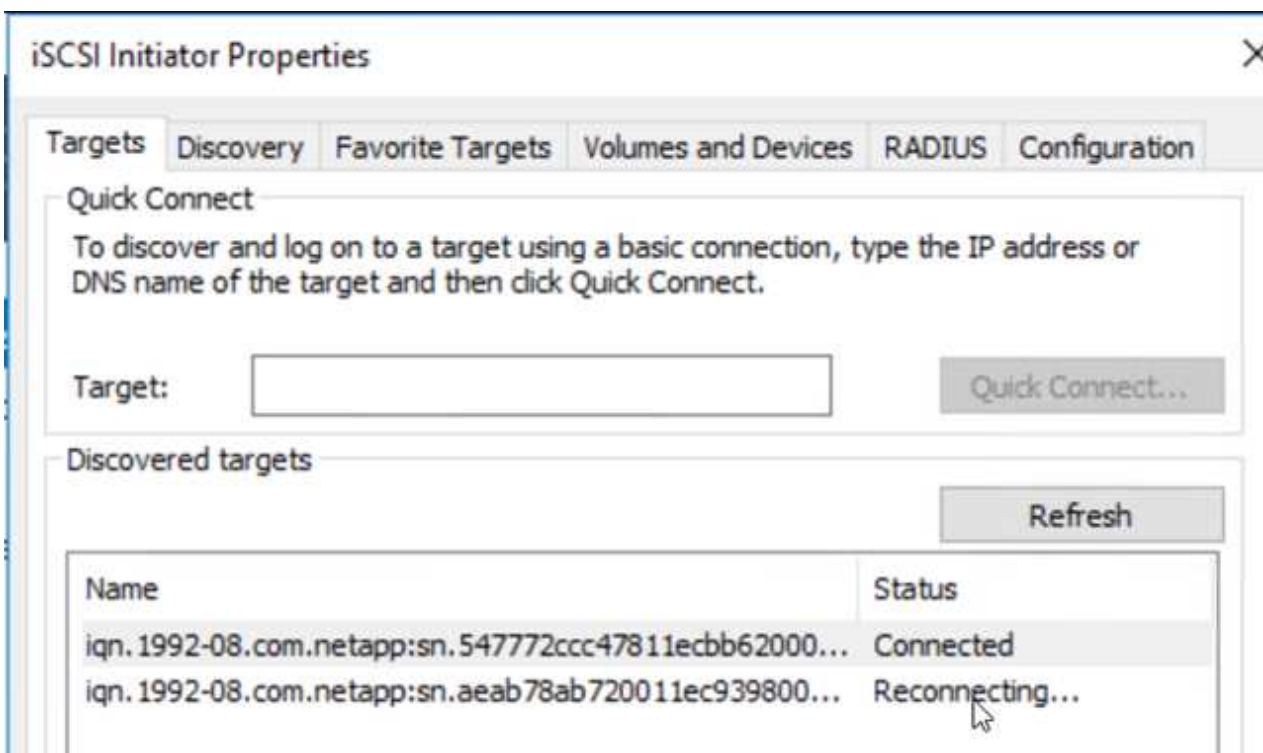 iSCSI Initiator Properties
Targets Discovery Favorite Targets Volumes and Devices RADIUS Configuration
Quick Connect
To discover and log on to a target using a basic connection, type the IP address or
DNS name of the target and then click Quick Connect.
Target: Quick Connect...
Discovered targets
Refresh
Name Status
iqn.1992-08.com.netapp:sn.547772ccc47811ecbb62000... Connected
iqn.1992-08.com.netapp:sn.aeab78ab720011ec939800... Reconnecting...